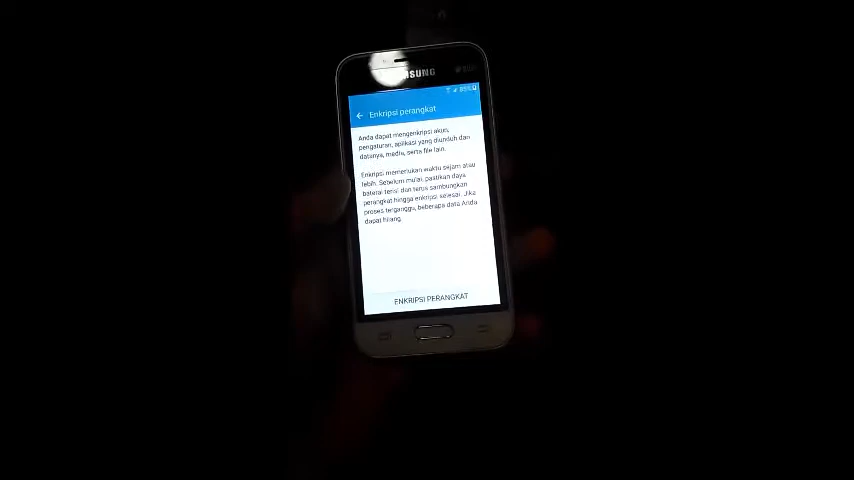 SAMSUNG
Enkripsi perangkat
Anda dapat mengenkripsi akun,
pengaturan, aplikasi yang diunduh dan
datanya, media, serta file lain.
Enkripsi memerlukan waktu sejam atau
lebih. Sebelum mulai, pastikan daya
baterai terisi dan terus sambungkan
perangkat hingga enkripsi selesai. Jika
proses terganggu, beberapa data Anda
dapat hilang.
ENKRIPSI PERANGKAT